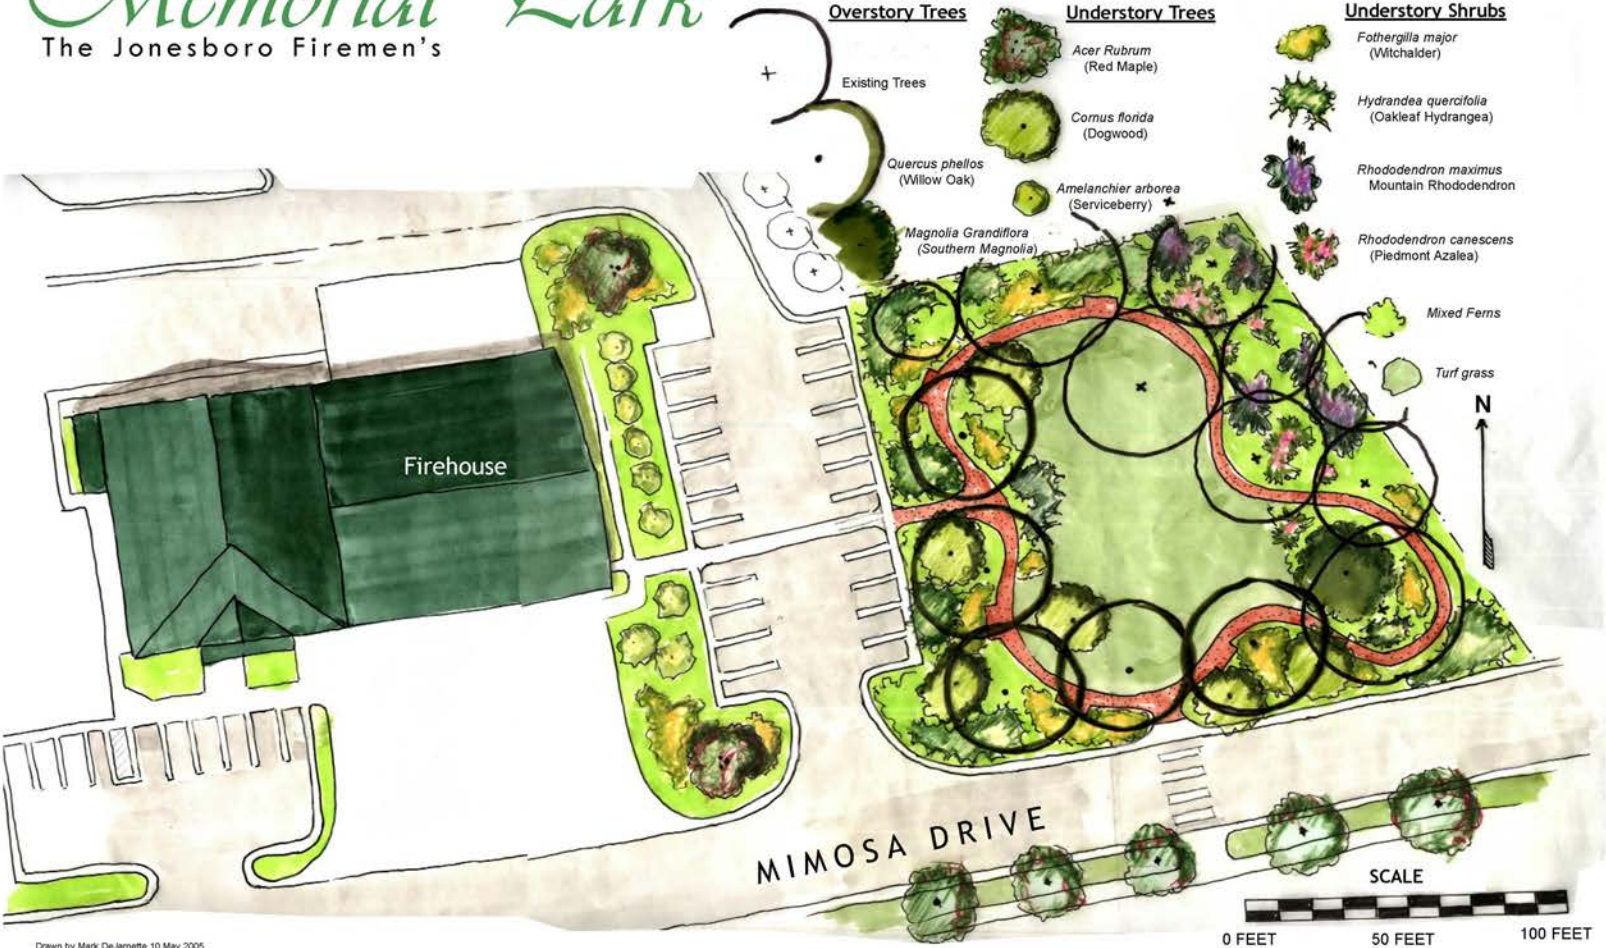 Memorial Park
The Jonesboro Firemen's
Overstory Trees
Existing Trees
Quercus phellos
(Willow Oak)
Magnolia Grandiflora
(Southern Magnolia)
Understory Trees
Acer Rubrum
(Red Maple)
Cornus florida
(Dogwood)
Amelanchier arborea
(Serviceberry)
Understory Shrubs
Fothergilla major
(Witchalder)
Hydrandea quercifolia
(Oakleaf Hydrangea)
Rhododendron maximus
Mountain Rhododendron
Rhododendron canescens
(Piedmont Azalea)
Mixed Ferns
Turf grass
N
Firehouse
MIMOSA DRIVE
SCALE
0 FEET 50 FEET 100 FEET
Drawn by Mark DeJarnette 10 May 2005